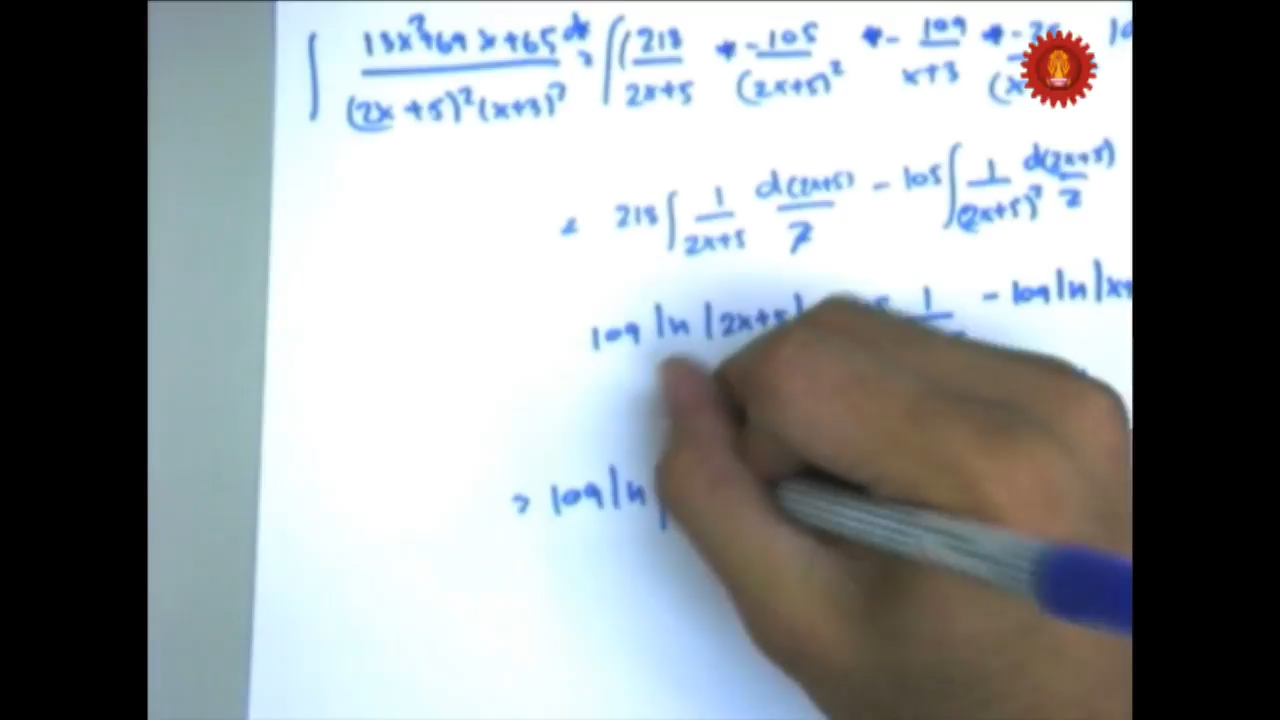 ∫ 13x²+69x+65 dx / (2x+5)²(x+3)² = ∫ ( 218 / 2x+5 + -105 / (2x+5)² + - 109 / x+3 +
= 218 ∫ 1 / 2x+5 d(2x+5) / 2 - 105 ∫ 1 / (2x+5)² d(2x+5) / 2
109 ln |2x+5| 1 - 109 ln |x+
= 109 ln |